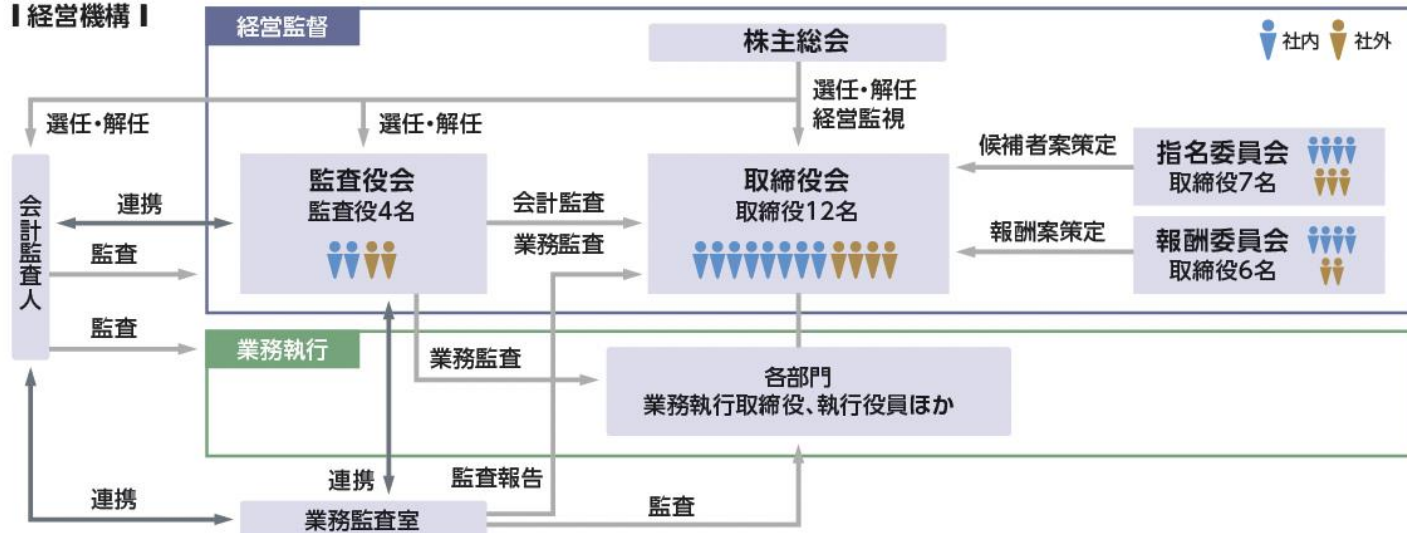 ┃経営機構┃
経営監督
株主総会
社内 社外
選任・解任
選任・解任
選任・解任
経営監視
会計監査人
連携
監査
監査
監査役会
監査役4名
会計監査
業務監査
取締役会
取締役12名
候補者案策定
指名委員会
取締役7名
報酬案策定
報酬委員会
取締役6名
業務執行
業務監査
各部門
業務執行取締役、執行役員ほか
連携
連携
監査報告
監査
業務監査室